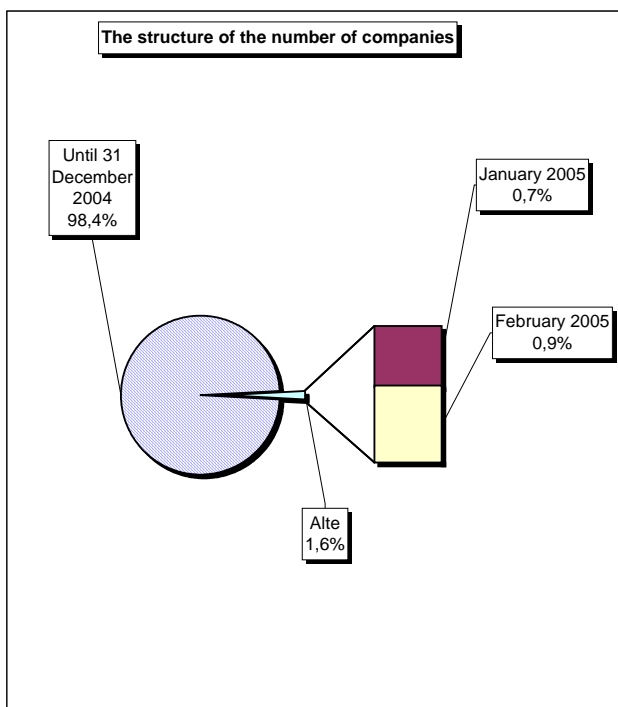 The structure of the number of companies
Until 31
December
2004
98,4%
January 2005
0,7%
February 2005
0,9%
Alte
1,6%